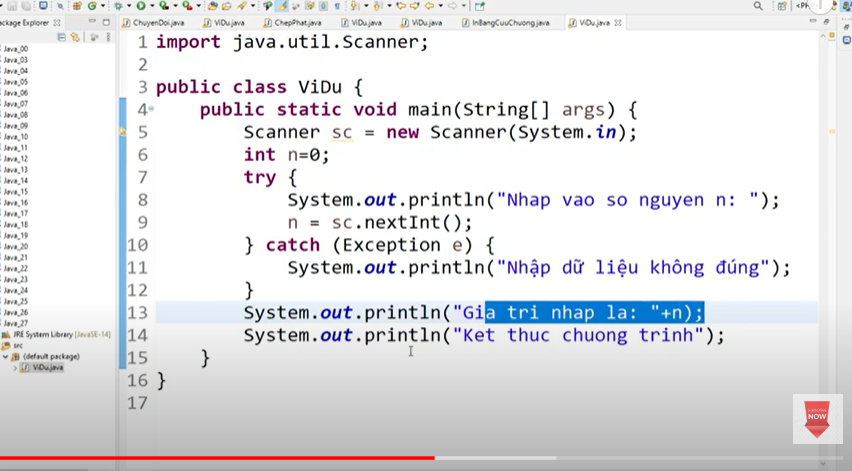 Package Explorer
ChuyenDoi.java ViDu.java ChepPhat.java ViDu.java ViDu.java InBangCuuChuong.java ViDu.java
Java_00
Java_03
Java_04
Java_05
Java_06
Java_07
Java_08
Java_09
Java_10
Java_11
Java_12
Java_13
Java_14
Java_15
Java_16
Java_17
Java_18
Java_19
Java_20
Java_21
Java_22
Java_23
Java_24
Java_25
Java_26
Java_27
JRE System Library [JavaSE-14]
src
(default package)
ViDu.java
1 import java.util.Scanner;
2
3 public class ViDu {
4 public static void main(String[] args) {
5 Scanner sc = new Scanner(System.in);
6 int n=0;
7 try {
8 System.out.println("Nhap vao so nguyen n: ");
9 n = sc.nextInt();
10 } catch (Exception e) {
11 System.out.println("Nhập dữ liệu không đúng");
12 }
13 System.out.println("Gia tri nhap la: "+n);
14 System.out.println("Ket thuc chuong trinh");
15 }
16 }
17
NOW